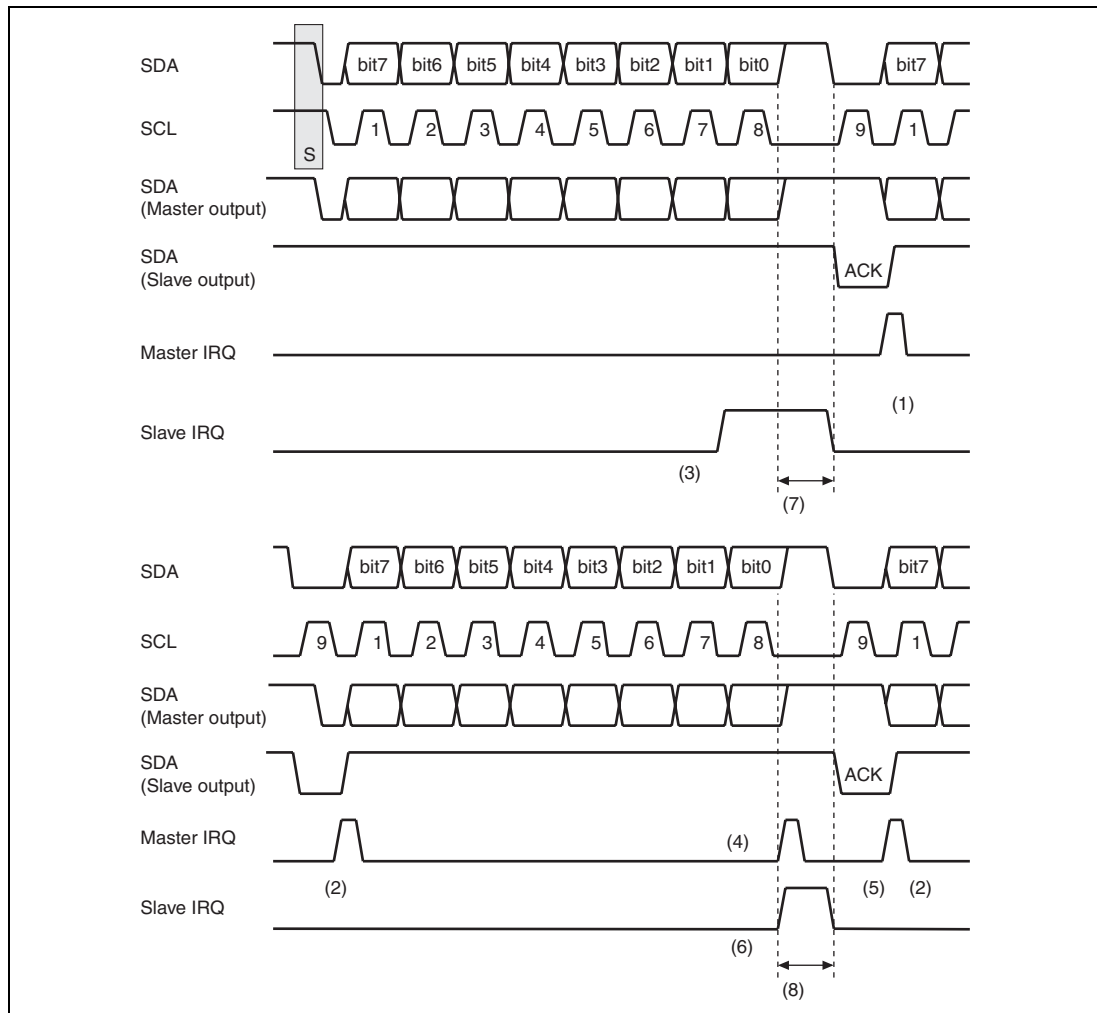 SDA bit7 bit6 bit5 bit4 bit3 bit2 bit1 bit0 bit7
SCL 1 2 3 4 5 6 7 8 9 1
S
SDA
(Master output)
SDA
(Slave output) ACK
Master IRQ
(1)
Slave IRQ
(3)
(7)
SDA bit7 bit6 bit5 bit4 bit3 bit2 bit1 bit0 bit7
SCL 9 1 2 3 4 5 6 7 8 9 1
SDA
(Master output)
SDA
(Slave output) ACK
Master IRQ (4)
(2) (5) (2)
Slave IRQ
(6)
(8)